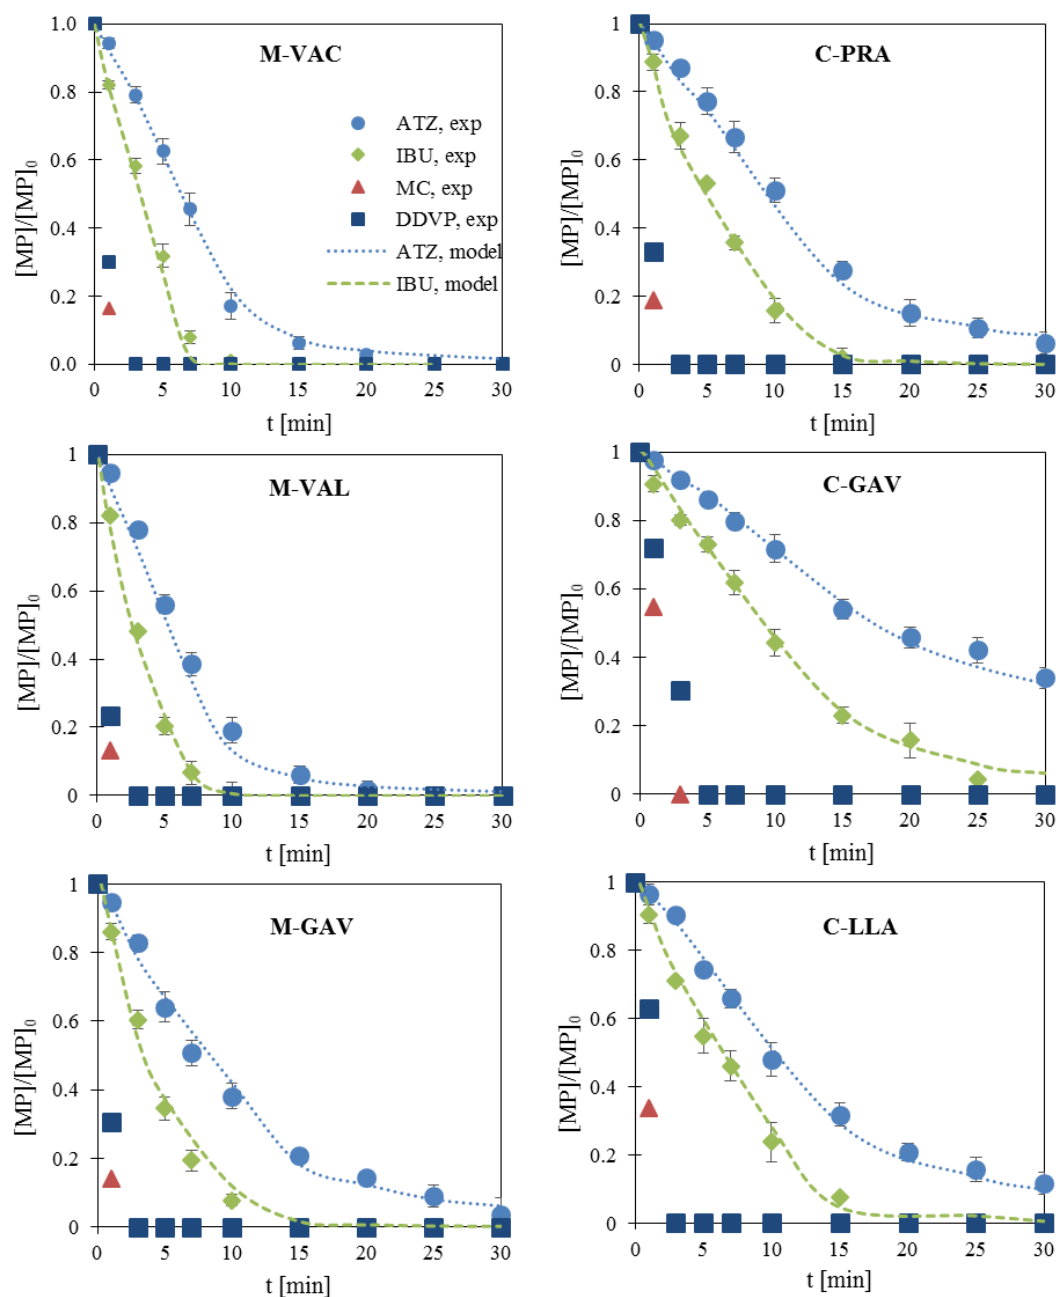 M-VAC
[MP]/[MP]₀
1.0
0.8
0.6
0.4
0.2
0.0
ATZ, exp
IBU, exp
MC, exp
DDVP, exp
ATZ, model
IBU, model
0 5 10 15 20 25 30
t [min]
C-PRA
[MP]/[MP]₀
1
0.8
0.6
0.4
0.2
0
0 5 10 15 20 25 30
t [min]
M-VAL
[MP]/[MP]₀
1
0.8
0.6
0.4
0.2
0
0 5 10 15 20 25 30
t [min]
C-GAV
[MP]/[MP]₀
1
0.8
0.6
0.4
0.2
0
0 5 10 15 20 25 30
t [min]
M-GAV
[MP]/[MP]₀
1
0.8
0.6
0.4
0.2
0
0 5 10 15 20 25 30
t [min]
C-LLA
[MP]/[MP]₀
1
0.8
0.6
0.4
0.2
0
0 5 10 15 20 25 30
t [min]